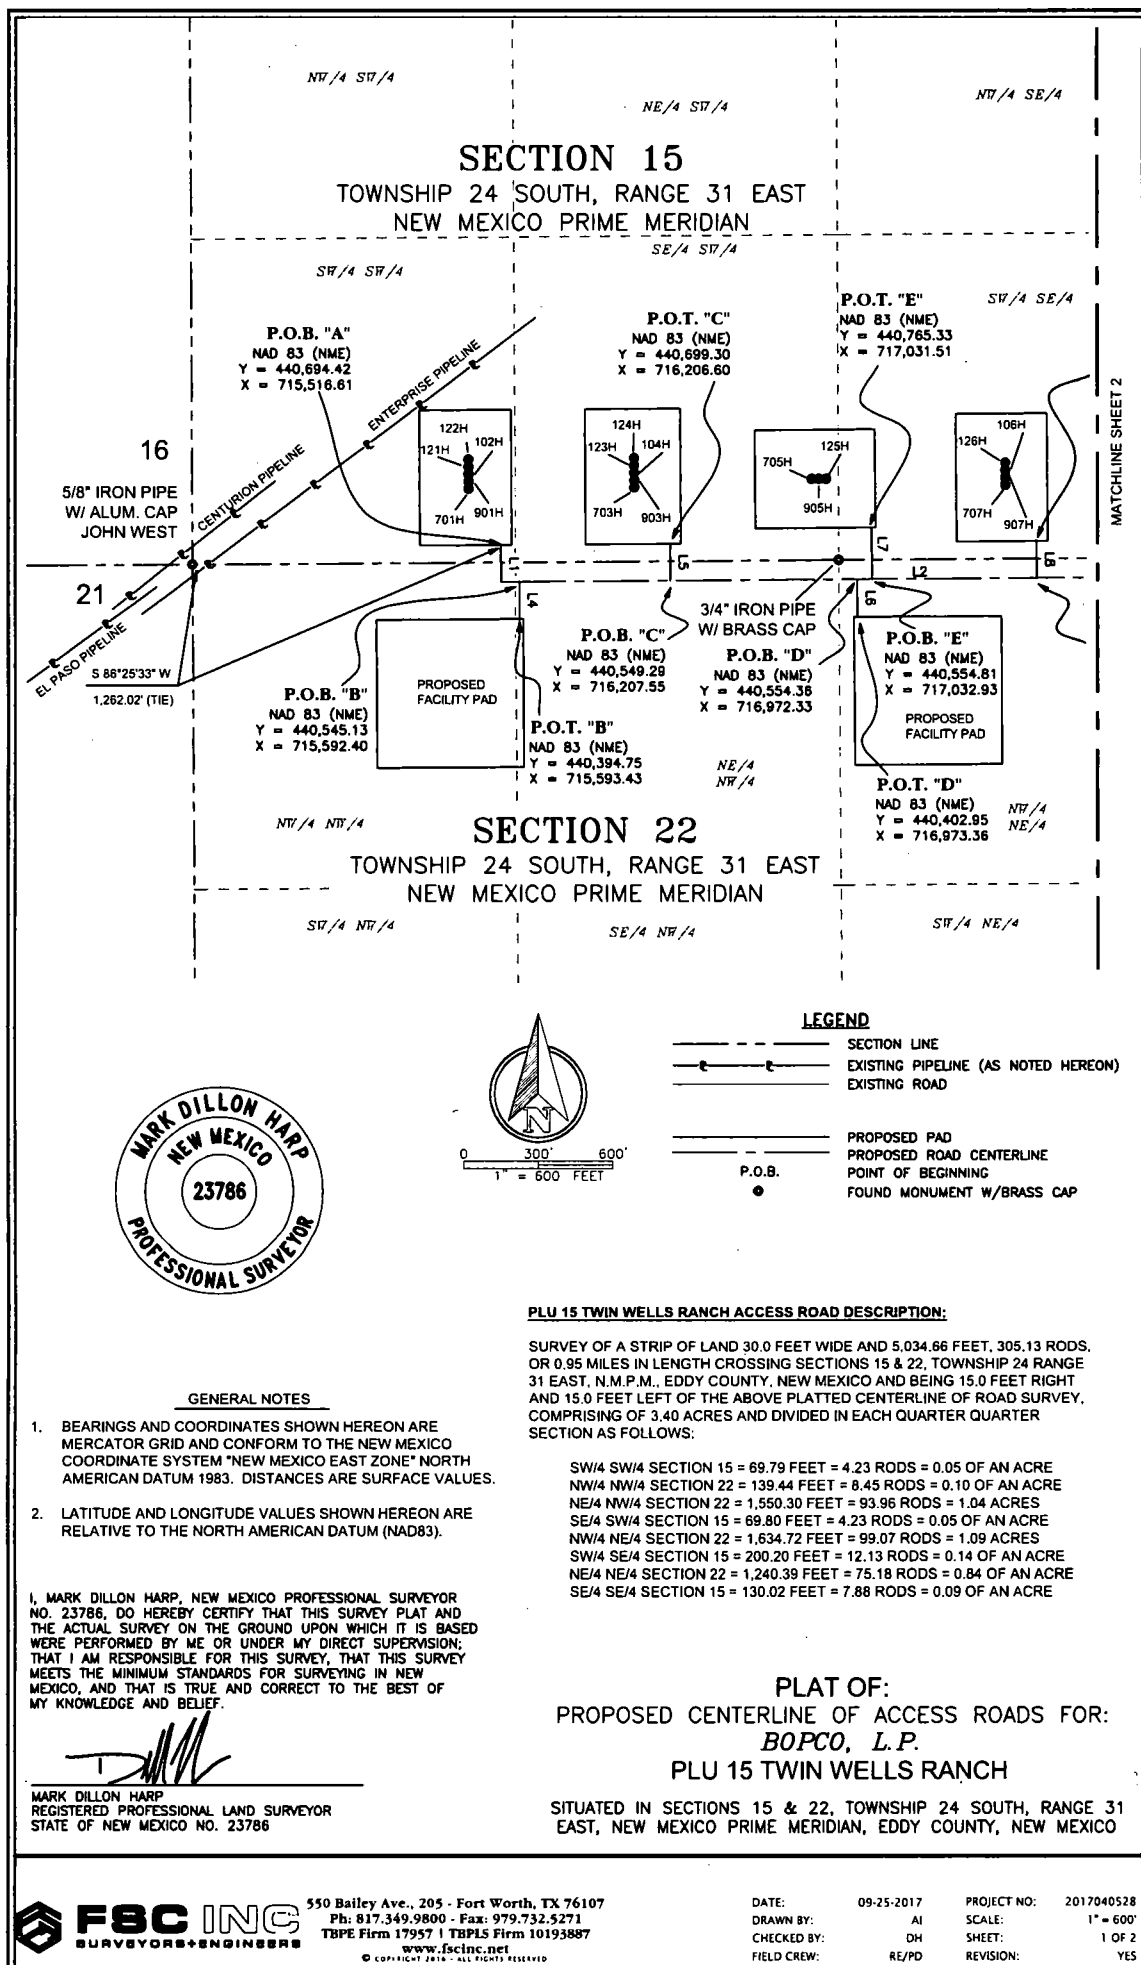 NW/4 SW/4
NE/4 SW/4
NW/4 SE/4
SECTION 15
TOWNSHIP 24 SOUTH, RANGE 31 EAST
NEW MEXICO PRIME MERIDIAN
SE/4 SW/4
SW/4 SW/4
SW/4 SE/4
P.O.B. "A"
NAD 83 (NME)
Y = 440,694.42
X = 715,516.61
P.O.T. "C"
NAD 83 (NME)
Y = 440,699.30
X = 716,206.60
P.O.T. "E"
NAD 83 (NME)
Y = 440,765.33
X = 717,031.51
MATCHLINE SHEET 2
ENTERPRISE PIPELINE
CENTURION PIPELINE
EL PASO PIPELINE
16
5/8" IRON PIPE
W/ ALUM. CAP
JOHN WEST
21
122H
121H
102H
701H
901H
124H
123H
104H
703H
903H
705H
125H
905H
106H
126H
707H
907H
L1
L5
L7
L2
L8
L4
L6
3/4" IRON PIPE
W/ BRASS CAP
S 86°25'33" W
1,262.02' (TIE)
P.O.B. "B"
NAD 83 (NME)
Y = 440,545.13
X = 715,592.40
PROPOSED
FACILITY PAD
P.O.B. "C"
NAD 83 (NME)
Y = 440,549.29
X = 716,207.55
P.O.B. "D"
NAD 83 (NME)
Y = 440,554.36
X = 716,972.33
P.O.B. "E"
NAD 83 (NME)
Y = 440,554.81
X = 717,032.93
PROPOSED
FACILITY PAD
P.O.T. "B"
NAD 83 (NME)
Y = 440,394.75
X = 715,593.43
NE/4
NW/4
P.O.T. "D"
NAD 83 (NME)
Y = 440,402.95
X = 716,973.36
NW/4
NE/4
NW/4 NW/4
SECTION 22
TOWNSHIP 24 SOUTH, RANGE 31 EAST
NEW MEXICO PRIME MERIDIAN
SW/4 NW/4
SE/4 NW/4
SW/4 NE/4
N
0 300' 600'
1" = 600 FEET
LEGEND
SECTION LINE
EXISTING PIPELINE (AS NOTED HEREON)
EXISTING ROAD
PROPOSED PAD
PROPOSED ROAD CENTERLINE
P.O.B. POINT OF BEGINNING
FOUND MONUMENT W/BRASS CAP
MARK DILLON HARP
NEW MEXICO
23786
PROFESSIONAL SURVEYOR
PLU 15 TWIN WELLS RANCH ACCESS ROAD DESCRIPTION:
SURVEY OF A STRIP OF LAND 30.0 FEET WIDE AND 5,034.66 FEET, 305.13 RODS,
OR 0.95 MILES IN LENGTH CROSSING SECTIONS 15 & 22, TOWNSHIP 24 RANGE
31 EAST, N.M.P.M., EDDY COUNTY, NEW MEXICO AND BEING 15.0 FEET RIGHT
AND 15.0 FEET LEFT OF THE ABOVE PLATTED CENTERLINE OF ROAD SURVEY,
COMPRISING OF 3.40 ACRES AND DIVIDED IN EACH QUARTER QUARTER
SECTION AS FOLLOWS:
SW/4 SW/4 SECTION 15 = 69.79 FEET = 4.23 RODS = 0.05 OF AN ACRE
NW/4 NW/4 SECTION 22 = 139.44 FEET = 8.45 RODS = 0.10 OF AN ACRE
NE/4 NW/4 SECTION 22 = 1,550.30 FEET = 93.96 RODS = 1.04 ACRES
SE/4 SW/4 SECTION 15 = 69.80 FEET = 4.23 RODS = 0.05 OF AN ACRE
NW/4 NE/4 SECTION 22 = 1,634.72 FEET = 99.07 RODS = 1.09 ACRES
SW/4 SE/4 SECTION 15 = 200.20 FEET = 12.13 RODS = 0.14 OF AN ACRE
NE/4 NE/4 SECTION 22 = 1,240.39 FEET = 75.18 RODS = 0.84 OF AN ACRE
SE/4 SE/4 SECTION 15 = 130.02 FEET = 7.88 RODS = 0.09 OF AN ACRE
GENERAL NOTES
1. BEARINGS AND COORDINATES SHOWN HEREON ARE
MERCATOR GRID AND CONFORM TO THE NEW MEXICO
COORDINATE SYSTEM "NEW MEXICO EAST ZONE" NORTH
AMERICAN DATUM 1983. DISTANCES ARE SURFACE VALUES.
2. LATITUDE AND LONGITUDE VALUES SHOWN HEREON ARE
RELATIVE TO THE NORTH AMERICAN DATUM (NAD83).
I, MARK DILLON HARP, NEW MEXICO PROFESSIONAL SURVEYOR
NO. 23786, DO HEREBY CERTIFY THAT THIS SURVEY PLAT AND
THE ACTUAL SURVEY ON THE GROUND UPON WHICH IT IS BASED
WERE PERFORMED BY ME OR UNDER MY DIRECT SUPERVISION;
THAT I AM RESPONSIBLE FOR THIS SURVEY, THAT THIS SURVEY
MEETS THE MINIMUM STANDARDS FOR SURVEYING IN NEW
MEXICO, AND THAT IS TRUE AND CORRECT TO THE BEST OF
MY KNOWLEDGE AND BELIEF.
MARK DILLON HARP
REGISTERED PROFESSIONAL LAND SURVEYOR
STATE OF NEW MEXICO NO. 23786
PLAT OF:
PROPOSED CENTERLINE OF ACCESS ROADS FOR:
BOPCO, L.P.
PLU 15 TWIN WELLS RANCH
SITUATED IN SECTIONS 15 & 22, TOWNSHIP 24 SOUTH, RANGE 31
EAST, NEW MEXICO PRIME MERIDIAN, EDDY COUNTY, NEW MEXICO
FSC INC
SURVEYORS+ENGINEERS
550 Bailey Ave., 205 - Fort Worth, TX 76107
Ph: 817.349.9800 - Fax: 979.732.5271
TBPE Firm 17957 | TBPLS Firm 10193887
www.fscinc.net
© COPYRIGHT 2016 - ALL RIGHTS RESERVED
DATE: 09-25-2017 PROJECT NO: 2017040528
DRAWN BY: AI SCALE: 1" = 600'
CHECKED BY: DH SHEET: 1 OF 2
FIELD CREW: RE/PD REVISION: YES